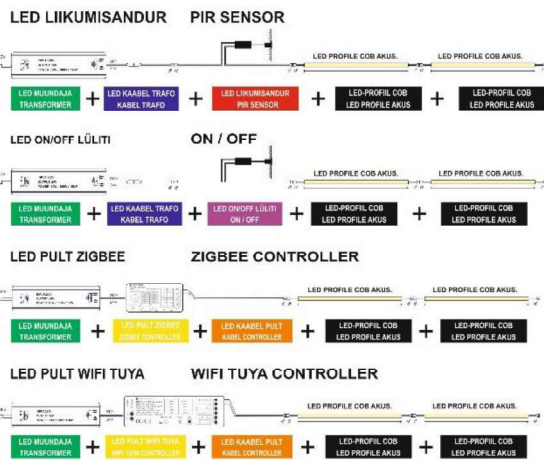 LED LIIKUMISANDUR PIR SENSOR
LED PROFILE COB AKUS. LED PROFILE COB AKUS.
LED MUUNDAJA + LED KAABEL TRAFO + LED LIIKUMISANDUR + LED-PROFIIL COB + LED-PROFIIL COB
TRANSFORMER KABEL TRAFO PIR SENSOR LED PROFILE AKUS LED PROFILE AKUS
LED ON/OFF LÜLITI ON / OFF
LED PROFILE COB AKUS. LED PROFILE COB AKUS.
LED MUUNDAJA + LED KAABEL TRAFO + LED ON/OFF LÜLITI + LED-PROFIIL COB + LED-PROFIIL COB
TRANSFORMER KABEL TRAFO ON / OFF LED PROFILE AKUS LED PROFILE AKUS
LED PULT ZIGBEE ZIGBEE CONTROLLER
LED PROFILE COB AKUS. LED PROFILE COB AKUS.
LED MUUNDAJA + LED PULT ZIGBEE + LED KAABEL PULT + LED-PROFIIL COB + LED-PROFIIL COB
TRANSFORMER ZIGBEE CONTROLLER KABEL CONTROLLER LED PROFILE AKUS LED PROFILE AKUS
LED PULT WIFI TUYA WIFI TUYA CONTROLLER
LED PROFILE COB AKUS. LED PROFILE COB AKUS.
LED MUUNDAJA + LED PULT WIFI TUYA + LED KAABEL PULT + LED-PROFIIL COB + LED-PROFIIL COB
TRANSFORMER WIFI TUYA CONTROLLER KABEL CONTROLLER LED PROFILE AKUS LED PROFILE AKUS